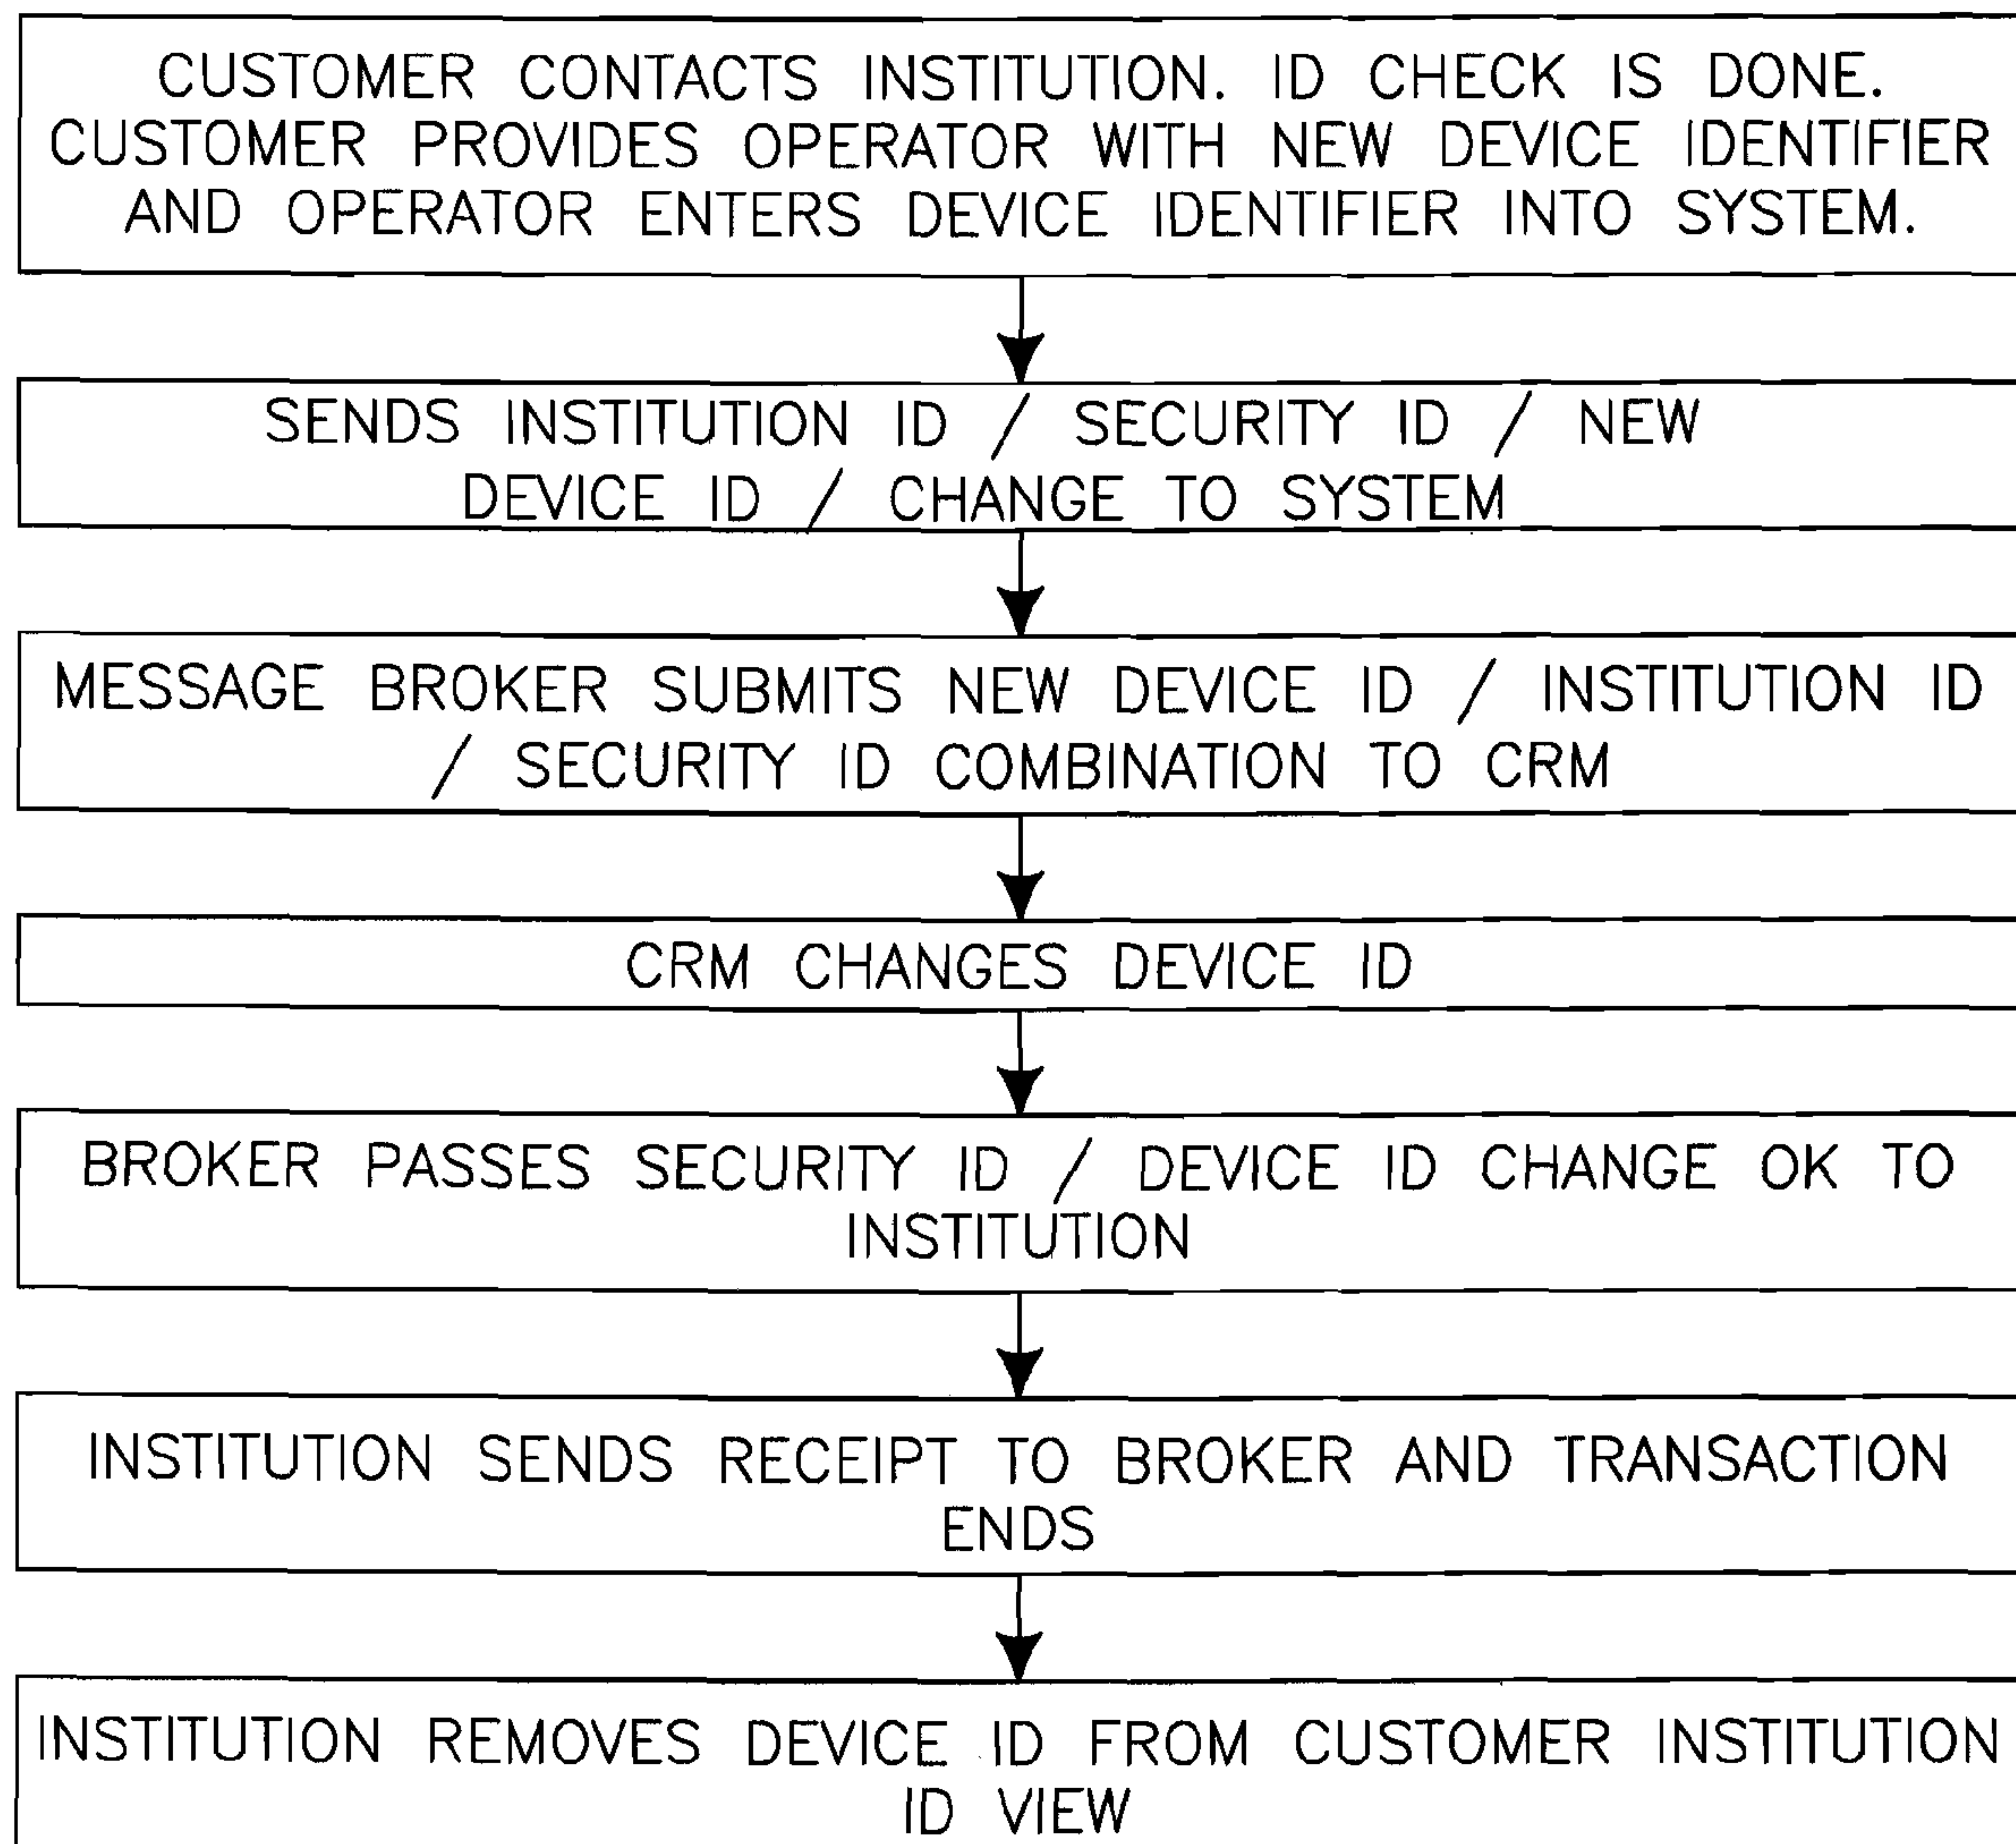 CUSTOMER CONTACTS INSTITUTION. ID CHECK IS DONE.
CUSTOMER PROVIDES OPERATOR WITH NEW DEVICE IDENTIFIER
AND OPERATOR ENTERS DEVICE IDENTIFIER INTO SYSTEM.
SENDS INSTITUTION ID / SECURITY ID / NEW
DEVICE ID / CHANGE TO SYSTEM
MESSAGE BROKER SUBMITS NEW DEVICE ID / INSTITUTION ID
/ SECURITY ID COMBINATION TO CRM
CRM CHANGES DEVICE ID
BROKER PASSES SECURITY ID / DEVICE ID CHANGE OK TO
INSTITUTION
INSTITUTION SENDS RECEIPT TO BROKER AND TRANSACTION
ENDS
INSTITUTION REMOVES DEVICE ID FROM CUSTOMER INSTITUTION
ID VIEW